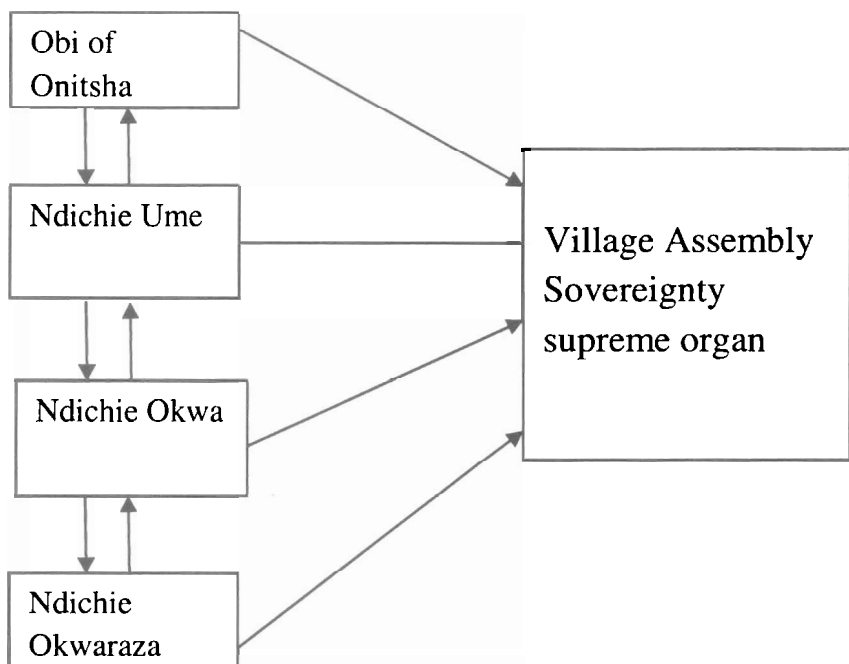 Obi of
Onitsha
Ndichie Ume
Ndichie Okwa
Ndichie
Okwaraza
Village Assembly
Sovereignty
supreme organ